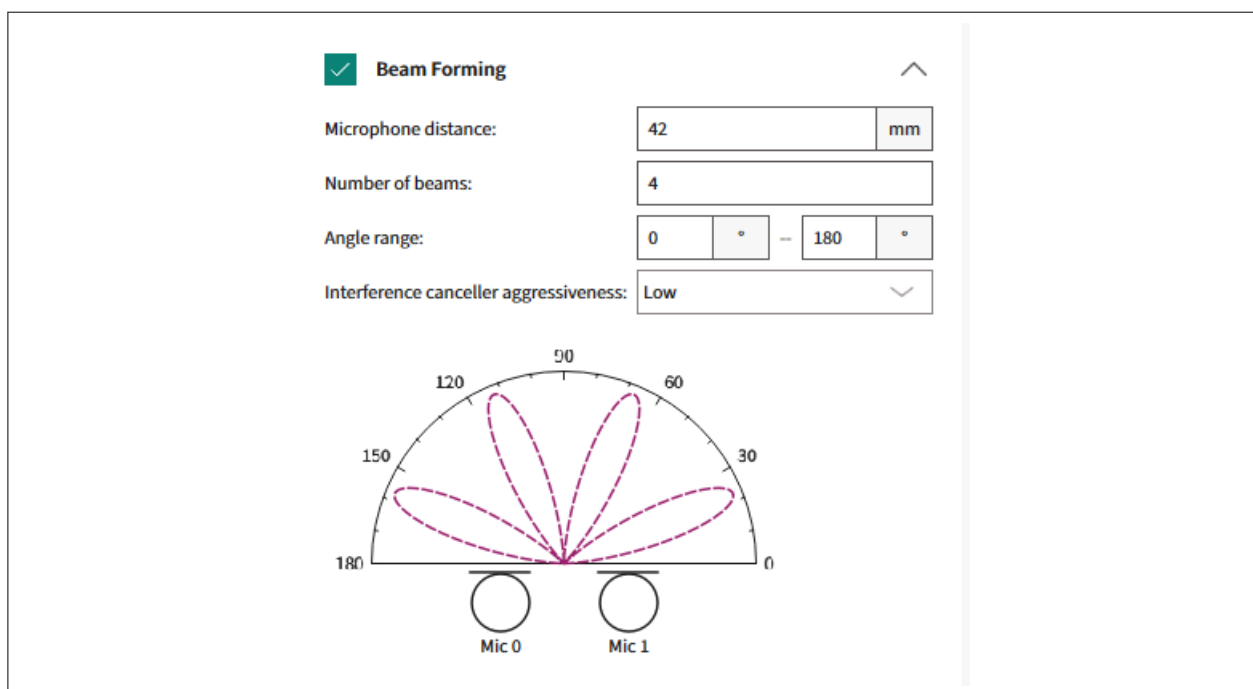 Beam Forming
Microphone distance: 42 mm
Number of beams: 4
Angle range: 0 ° -- 180 °
Interference canceller aggressiveness: Low
90
120 60
150 30
180 0
Mic 0 Mic 1